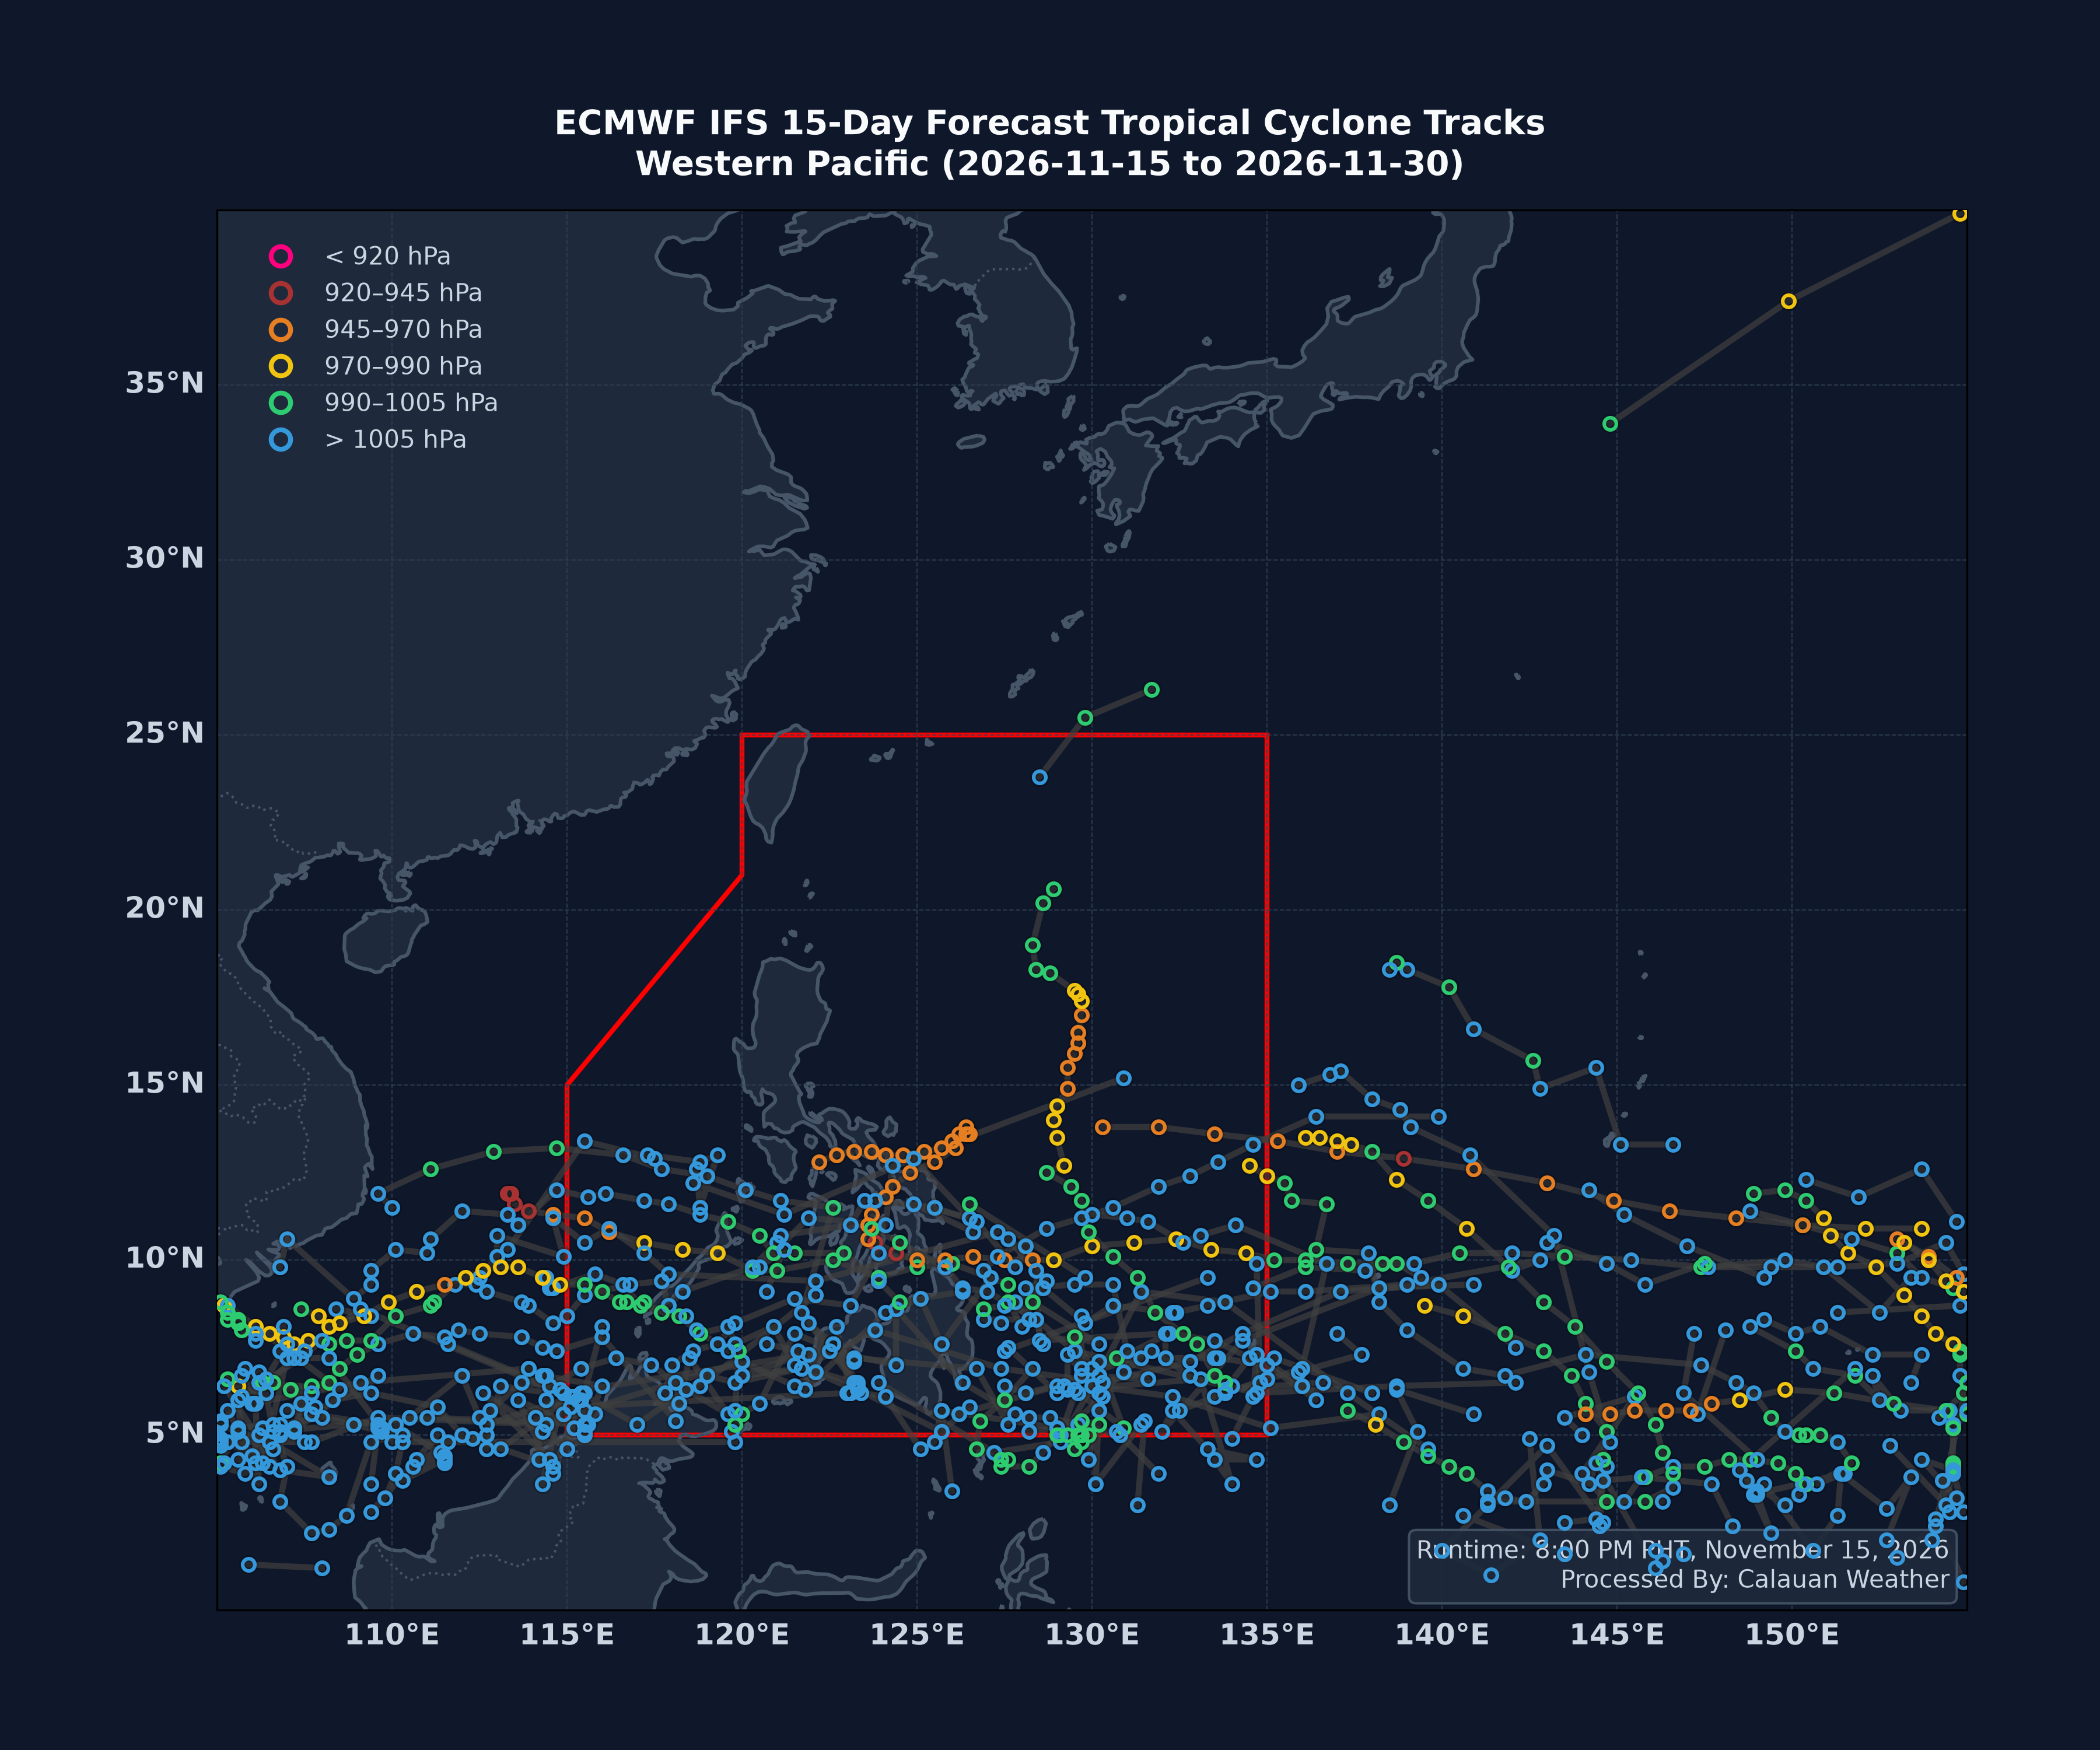 ECMWF IFS 15-Day Forecast Tropical Cyclone Tracks
Western Pacific (2026-11-15 to 2026-11-30)
< 920 hPa
920–945 hPa
945–970 hPa
970–990 hPa
990–1005 hPa
> 1005 hPa
35°N
30°N
25°N
20°N
15°N
10°N
5°N
Runtime: 8:00 PM PHT, November 15, 2026
Processed By: Calauan Weather
110°E 115°E 120°E 125°E 130°E 135°E 140°E 145°E 150°E